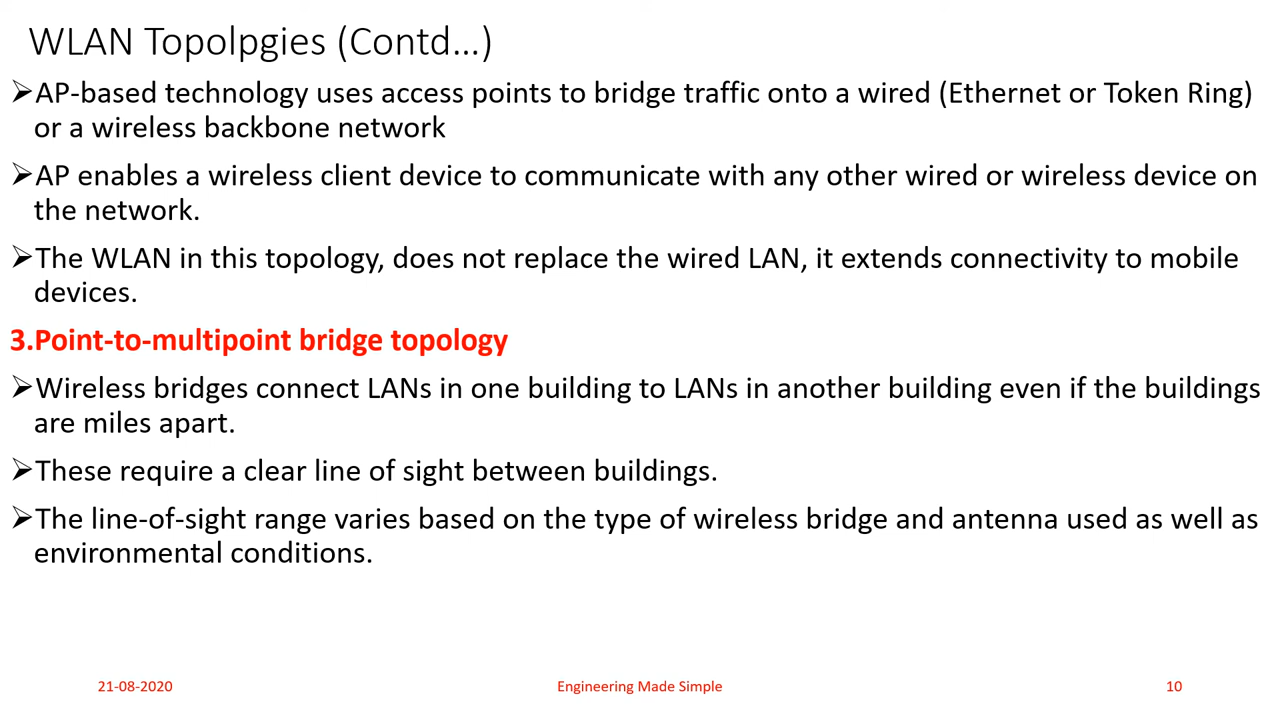 WLAN Topolpgies (Contd...)
➢AP-based technology uses access points to bridge traffic onto a wired (Ethernet or Token Ring)
or a wireless backbone network
➢AP enables a wireless client device to communicate with any other wired or wireless device on
the network.
➢The WLAN in this topology, does not replace the wired LAN, it extends connectivity to mobile
devices.
3.Point-to-multipoint bridge topology
➢Wireless bridges connect LANs in one building to LANs in another building even if the buildings
are miles apart.
➢These require a clear line of sight between buildings.
➢The line-of-sight range varies based on the type of wireless bridge and antenna used as well as
environmental conditions.
21-08-2020 Engineering Made Simple 10